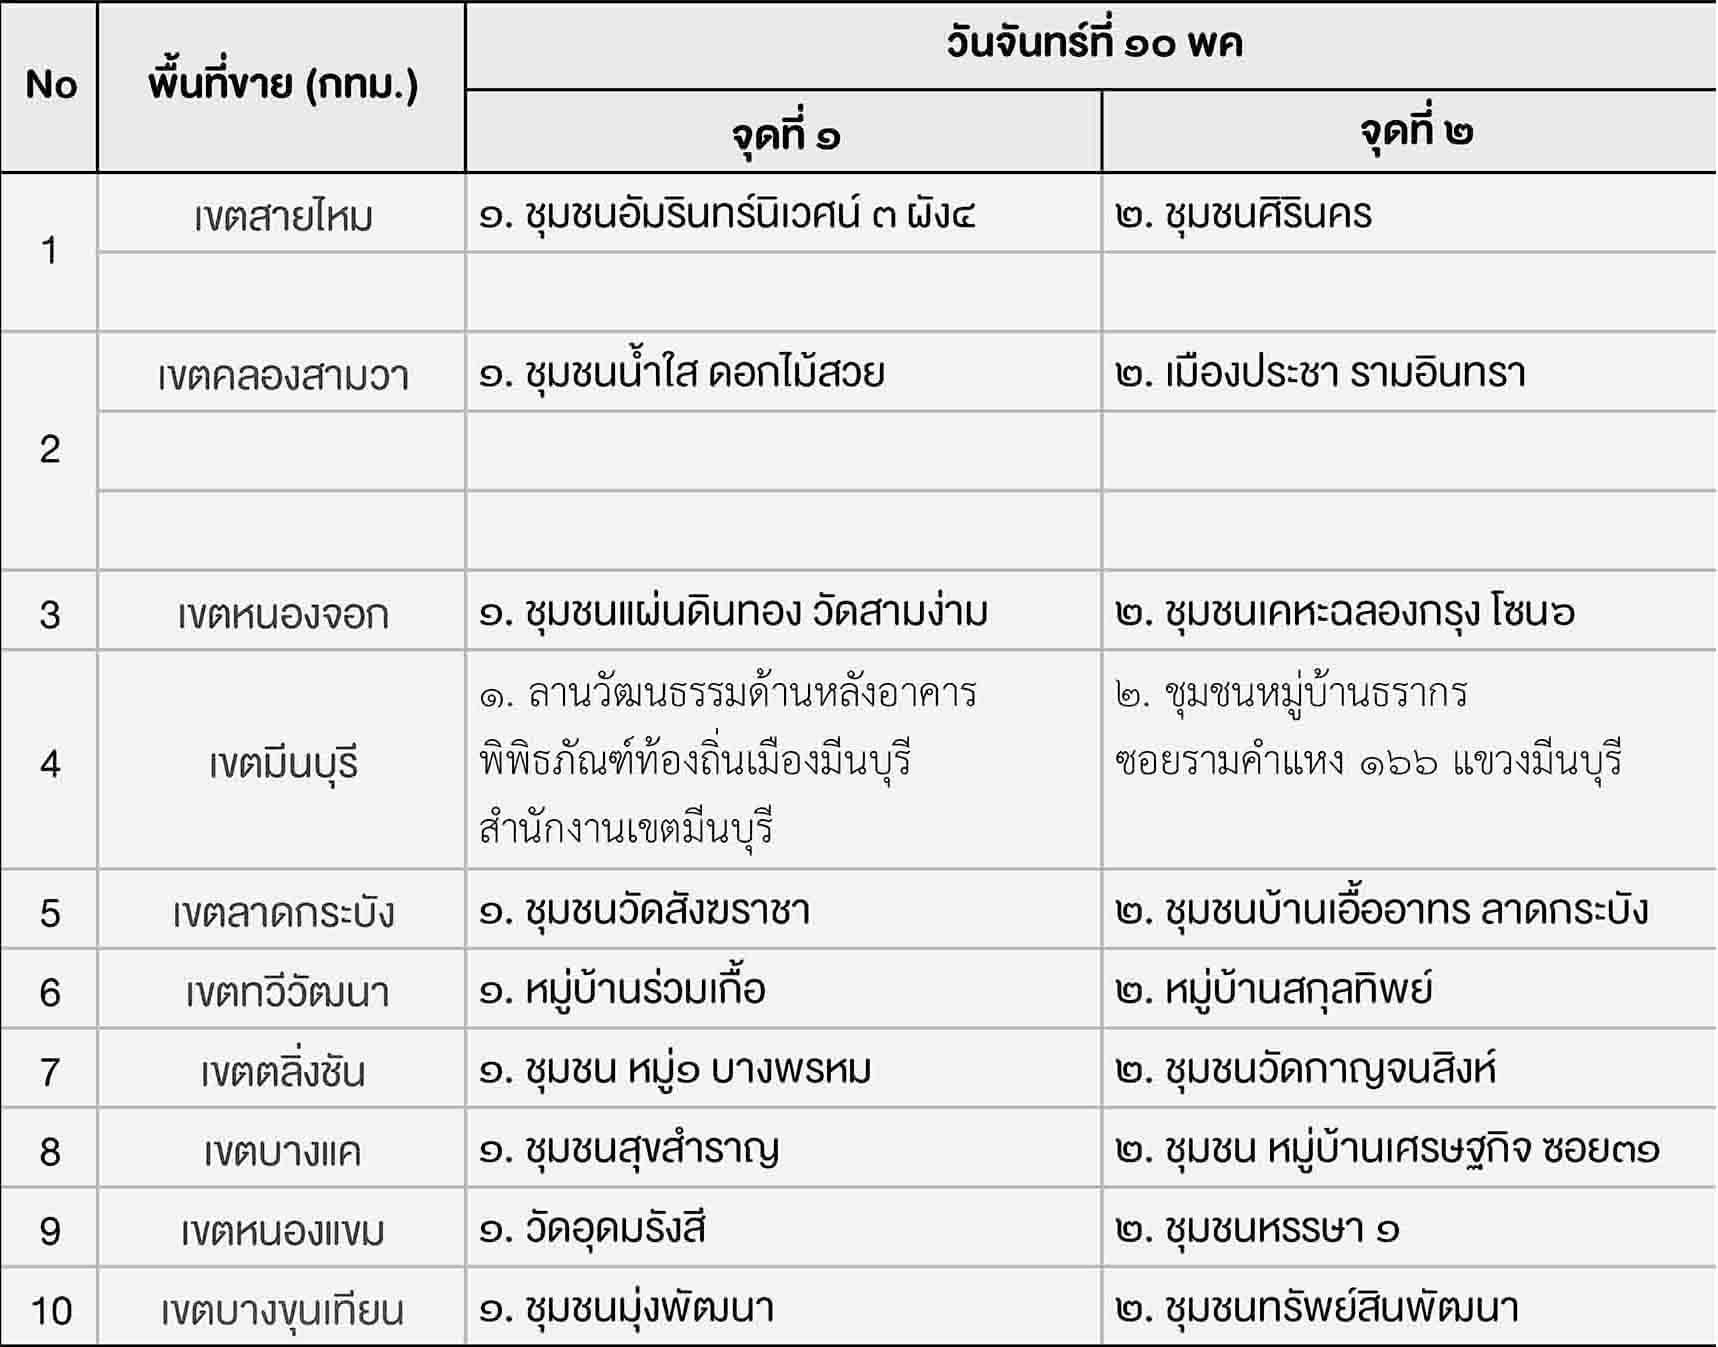 No
พื้นที่ขาย (กทม.)
วันจันทร์ที่ ๑๐ พค
จุดที่ ๑
จุดที่ ๒
1
เขตสายไหม
๑. ชุมชนอัมรินทร์นิเวศน์ ๓ ผัง๔
๒. ชุมชนศิรินคร
2
เขตคลองสามวา
๑. ชุมชนน้ำใส ดอกไม้สวย
๒. เมืองประชา รามอินทรา
3
เขตหนองจอก
๑. ชุมชนแผ่นดินทอง วัดสามง่าม
๒. ชุมชนเคหะฉลองกรุง โซน๖
4
เขตมีนบุรี
๑. ลานวัฒนธรรมด้านหลังอาคาร
พิพิธภัณฑ์ท้องถิ่นเมืองมีนบุรี
สำนักงานเขตมีนบุรี
๒. ชุมชนหมู่บ้านธรากร
ซอยรามคำแหง ๑๖๖ แขวงมีนบุรี
5
เขตลาดกระบัง
๑. ชุมชนวัดสังฆราชา
๒. ชุมชนบ้านเอื้ออาทร ลาดกระบัง
6
เขตทวีวัฒนา
๑. หมู่บ้านร่วมเกื้อ
๒. หมู่บ้านสกุลทิพย์
7
เขตตลิ่งชัน
๑. ชุมชน หมู่๑ บางพรหม
๒. ชุมชนวัดกาญจนสิงห์
8
เขตบางแค
๑. ชุมชนสุขสำราญ
๒. ชุมชน หมู่บ้านเศรษฐกิจ ซอย๓๑
9
เขตหนองแขม
๑. วัดอุดมรังสี
๒. ชุมชนหรรษา ๑
10
เขตบางขุนเทียน
๑. ชุมชนมุ่งพัฒนา
๒. ชุมชนทรัพย์สินพัฒนา